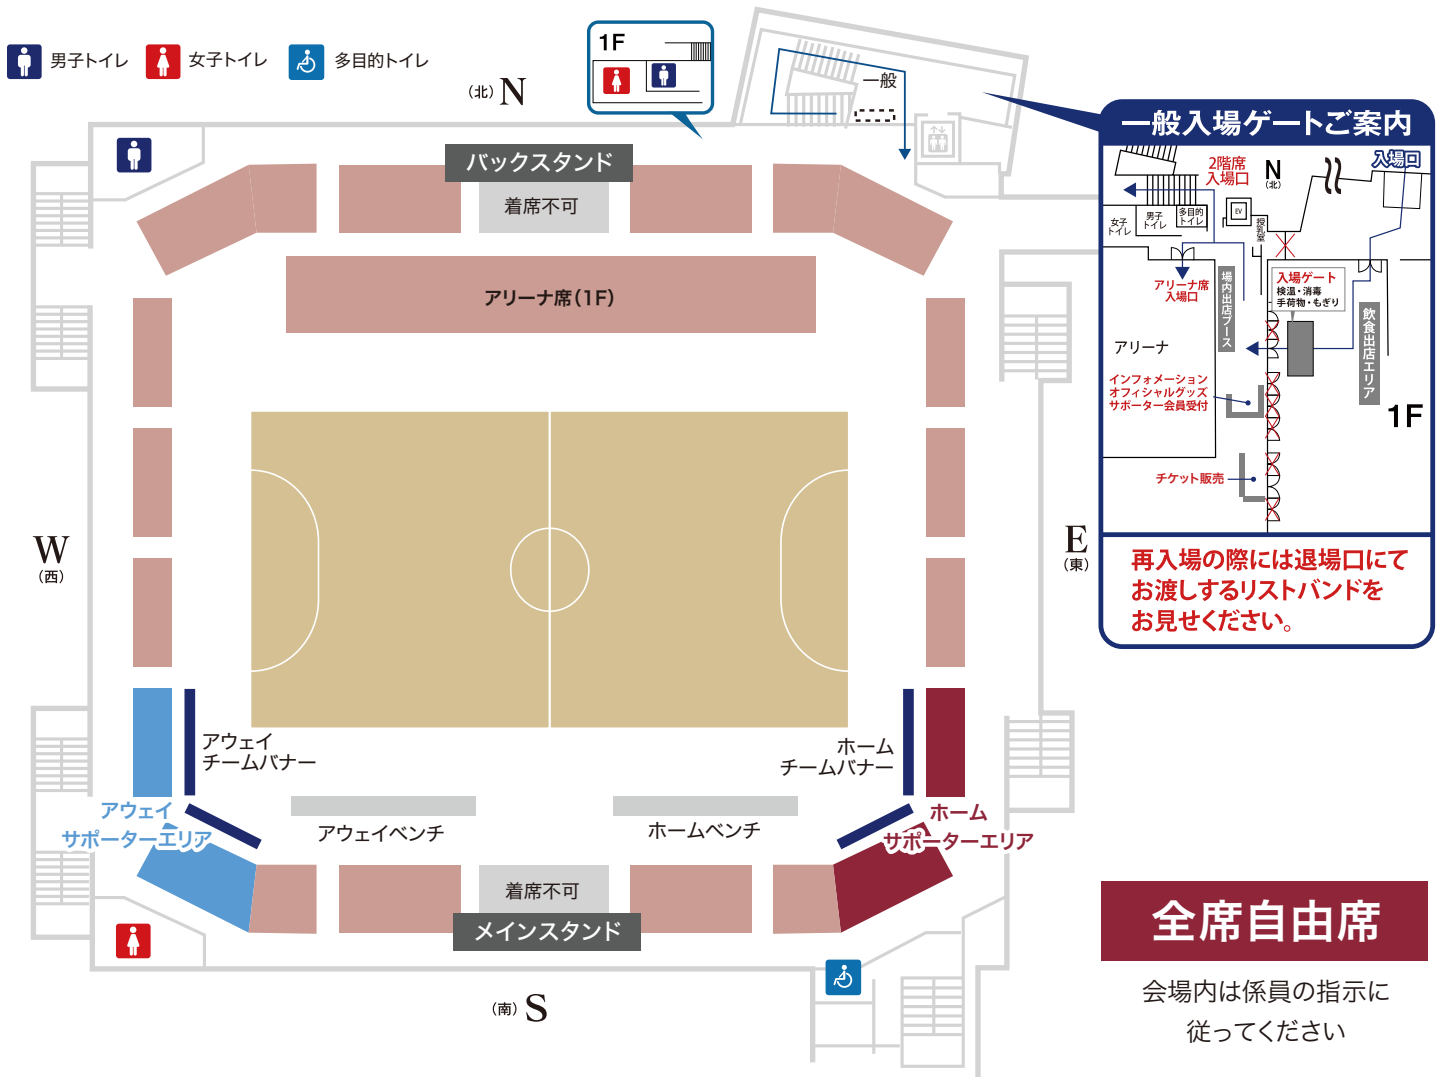 男子トイレ
女子トイレ
多目的トイレ
(北) N
1F
一般
バックスタンド
着席不可
アリーナ席(1F)
W
(西)
E
(東)
アウェイ
チームバナー
ホーム
チームバナー
アウェイ
サポーターエリア
アウェイベンチ
ホームベンチ
ホーム
サポーターエリア
着席不可
メインスタンド
(南) S
一般入場ゲートご案内
2階席
入場口
N
(北)
入場口
女子
トイレ
男子
トイレ
多目的
トイレ
EV
授乳室
アリーナ席
入場口
場内出店ブース
入場ゲート
検温・消毒
手荷物・もぎり
飲食出店エリア
アリーナ
インフォメーション
オフィシャルグッズ
サポーター会員受付
1F
チケット販売
再入場の際には退場口にて
お渡しするリストバンドを
お見せください。
全席自由席
会場内は係員の指示に
従ってください